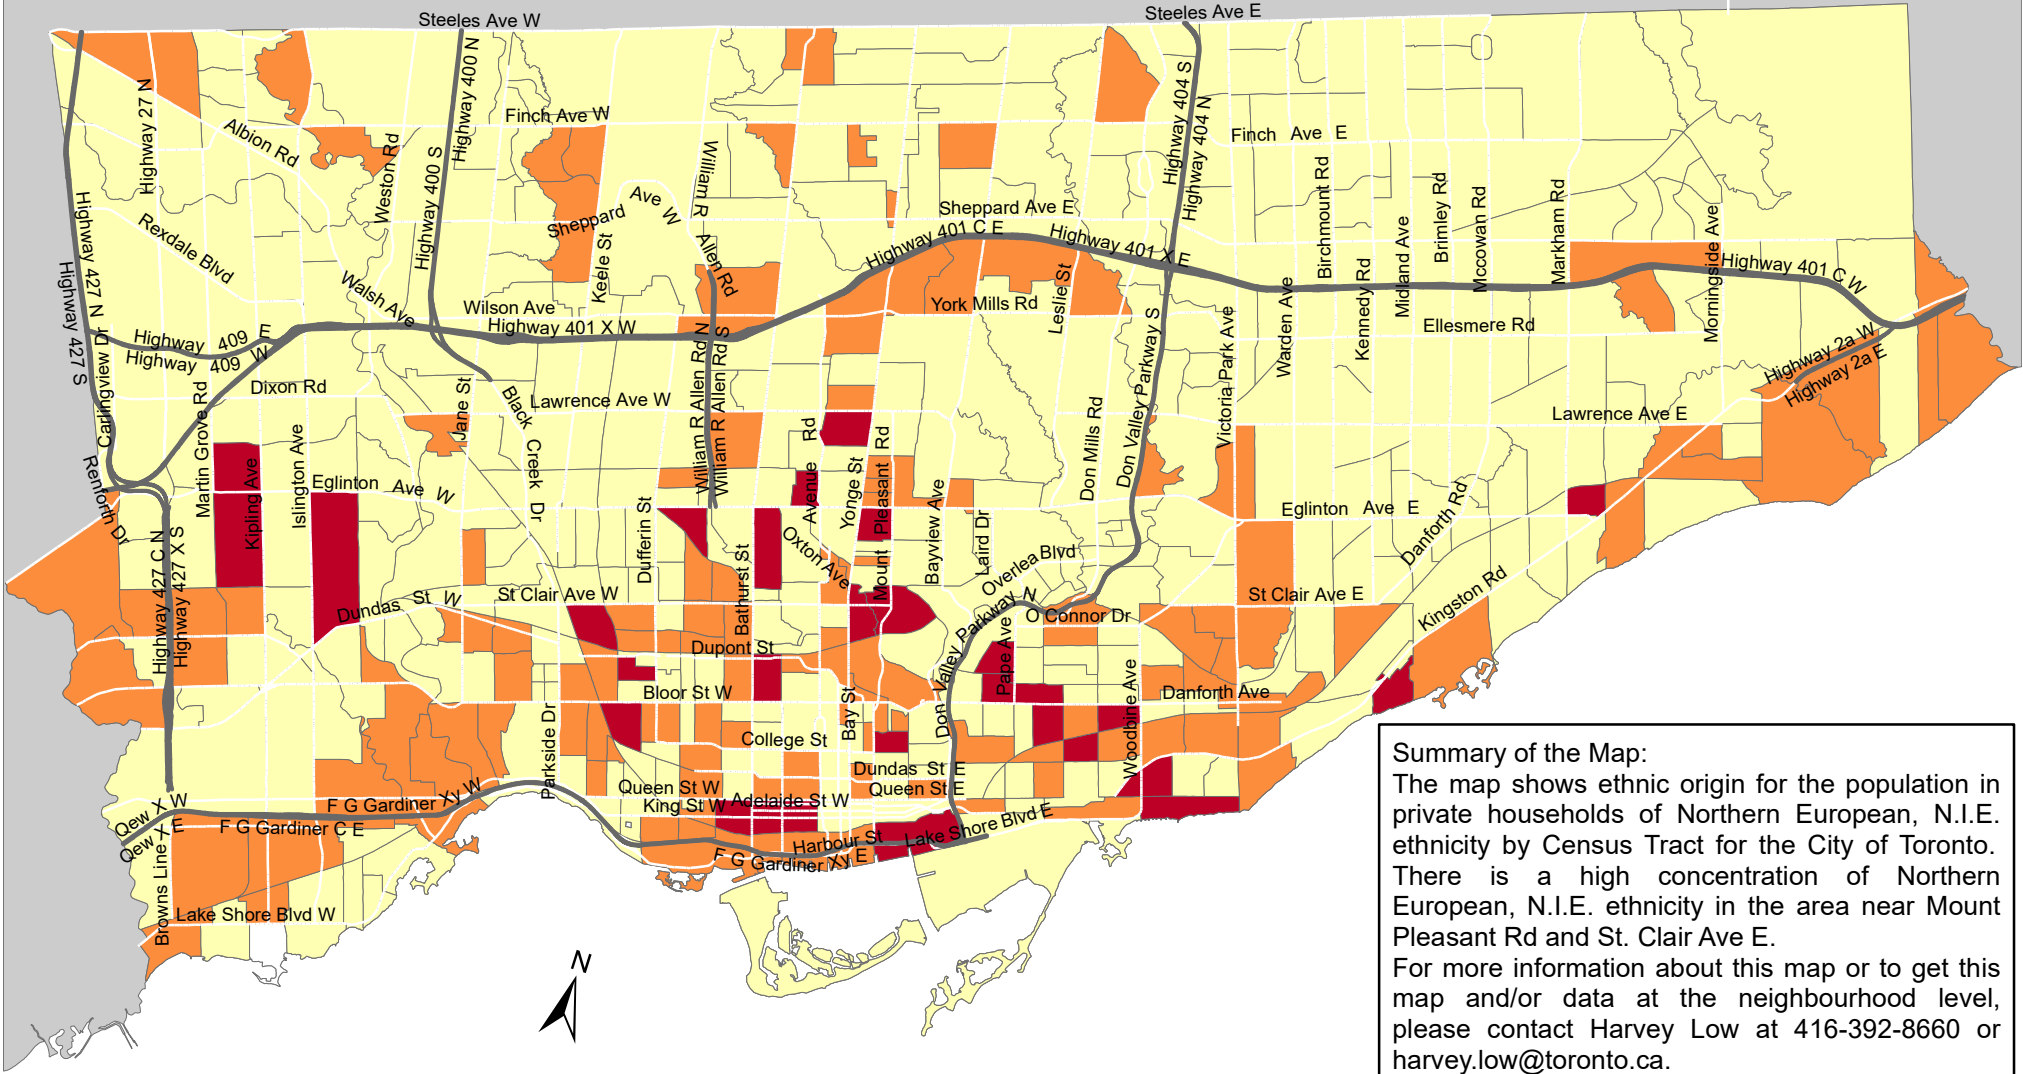 Steeles Ave W
Steeles Ave E
Highway 27 N
Albion Rd
Weston Rd
Highway 400 N
Highway 400 S
Finch Ave W
William R Allen Rd
Highway 404 S
Highway 404 N
Finch Ave E
Highway 427 N
Highway 427 S
Rexdale Blvd
Walsh Ave
Sheppard Ave W
Keele St
Sheppard Ave E
Highway 401 C E
Highway 401 X E
Birchmount Rd
Midland Ave
Brimley Rd
Mccowan Rd
Markham Rd
Morningside Ave
Highway 401 C W
Wilson Ave
Highway 401 X W
York Mills Rd
Leslie St
Kennedy Rd
Warden Ave
Victoria Park Ave
Ellesmere Rd
Highway 409 E
Highway 409 W
Carlingview Dr
Martin Grove Rd
Dixon Rd
Jane St
Black Creek Dr
Lawrence Ave W
William R Allen Rd N
William R Allen Rd S
Don Valley Parkway S
Don Mills Rd
Highway 2a W
Highway 2a E
Lawrence Ave E
Renforth Dr
Kipling Ave
Islington Ave
Eglinton Ave W
Dufferin St
Bathurst St
Avenue Rd
Oxton Ave
Yonge St
Mount Pleasant Rd
Bayview Ave
Laird Dr
Overlea Blvd
Eglinton Ave E
Danforth Rd
Kingston Rd
Highway 427 C N
Highway 427 X S
Dundas St W
St Clair Ave W
St Clair Ave E
O Connor Dr
Don Valley Parkway N
Pape Ave
Dupont St
Bloor St W
Bay St
Woodbine Ave
Danforth Ave
Parkside Dr
College St
Dundas St E
Queen St W
Queen St E
King St W
Adelaide St W
Qew X W
Qew X E
F G Gardiner Xy W
F G Gardiner C E
Harbour St
Lake Shore Blvd E
F G Gardiner Xy E
Browns Line
Lake Shore Blvd W
N
Summary of the Map:
The map shows ethnic origin for the population in
private households of Northern European, N.I.E.
ethnicity by Census Tract for the City of Toronto.
There is a high concentration of Northern
European, N.I.E. ethnicity in the area near Mount
Pleasant Rd and St. Clair Ave E.
For more information about this map or to get this
map and/or data at the neighbourhood level,
please contact Harvey Low at 416-392-8660 or
harvey.low@toronto.ca.